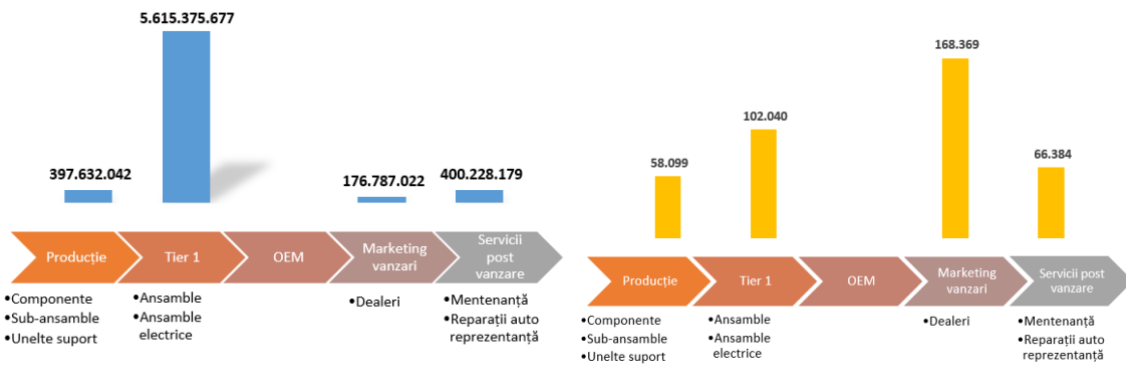 5.615.375.677
397.632.042
176.787.022
400.228.179
Producție
Tier 1
OEM
Marketing
vanzari
Servicii
post
vanzare
•Componente
•Sub-ansamble
•Unelte suport
•Ansamble
•Ansamble
electrice
•Dealeri
•Mentenanță
•Reparații auto
reprezentanță
168.369
102.040
58.099
66.384
Producție
Tier 1
OEM
Marketing
vanzari
Servicii post
vanzare
•Componente
•Sub-ansamble
•Unelte suport
•Ansamble
•Ansamble
electrice
•Dealeri
•Mentenanță
•Reparații auto
reprezentanță